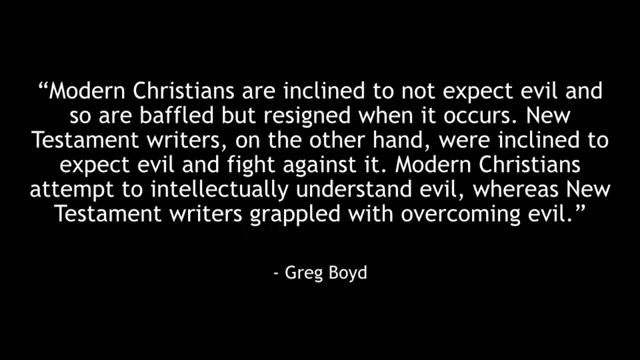 “Modern Christians are inclined to not expect evil and
so are baffled but resigned when it occurs. New
Testament writers, on the other hand, were inclined to
expect evil and fight against it. Modern Christians
attempt to intellectually understand evil, whereas New
Testament writers grappled with overcoming evil.”
- Greg Boyd